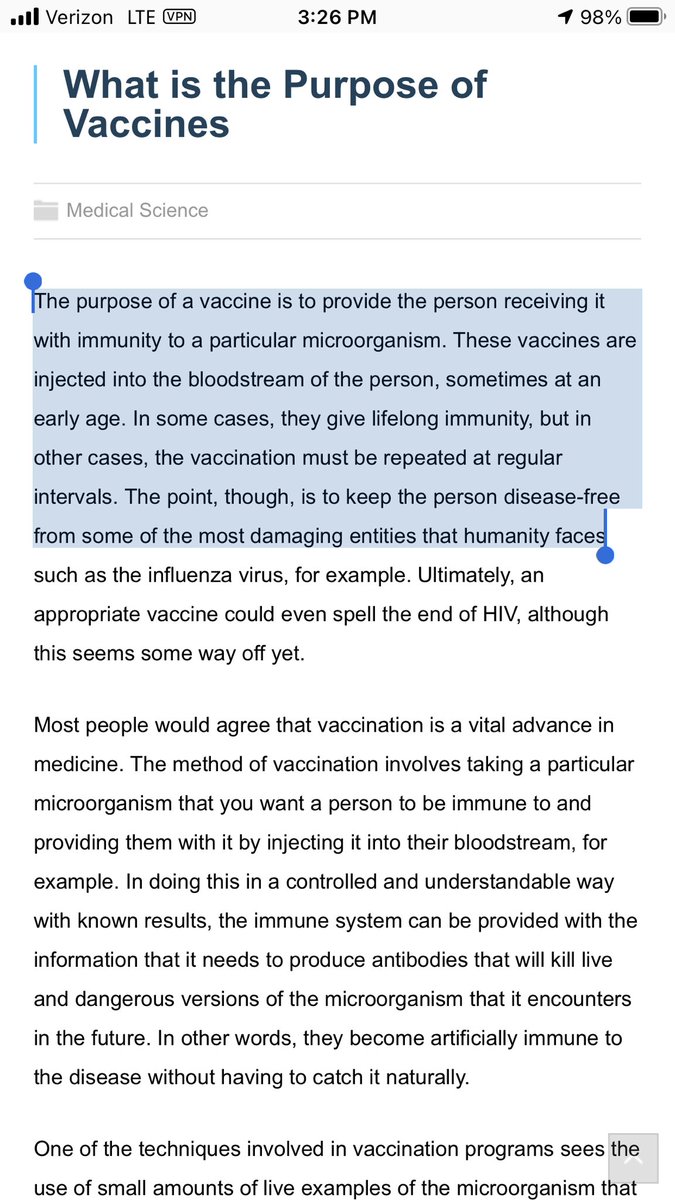 Verizon LTE VPN 3:26 PM 98%
What is the Purpose of
Vaccines
Medical Science
The purpose of a vaccine is to provide the person receiving it
with immunity to a particular microorganism. These vaccines are
injected into the bloodstream of the person, sometimes at an
early age. In some cases, they give lifelong immunity, but in
other cases, the vaccination must be repeated at regular
intervals. The point, though, is to keep the person disease-free
from some of the most damaging entities that humanity faces
such as the influenza virus, for example. Ultimately, an
appropriate vaccine could even spell the end of HIV, although
this seems some way off yet.
Most people would agree that vaccination is a vital advance in
medicine. The method of vaccination involves taking a particular
microorganism that you want a person to be immune to and
providing them with it by injecting it into their bloodstream, for
example. In doing this in a controlled and understandable way
with known results, the immune system can be provided with the
information that it needs to produce antibodies that will kill live
and dangerous versions of the microorganism that it encounters
in the future. In other words, they become artificially immune to
the disease without having to catch it naturally.
One of the techniques involved in vaccination programs sees the
use of small amounts of live examples of the microorganism that